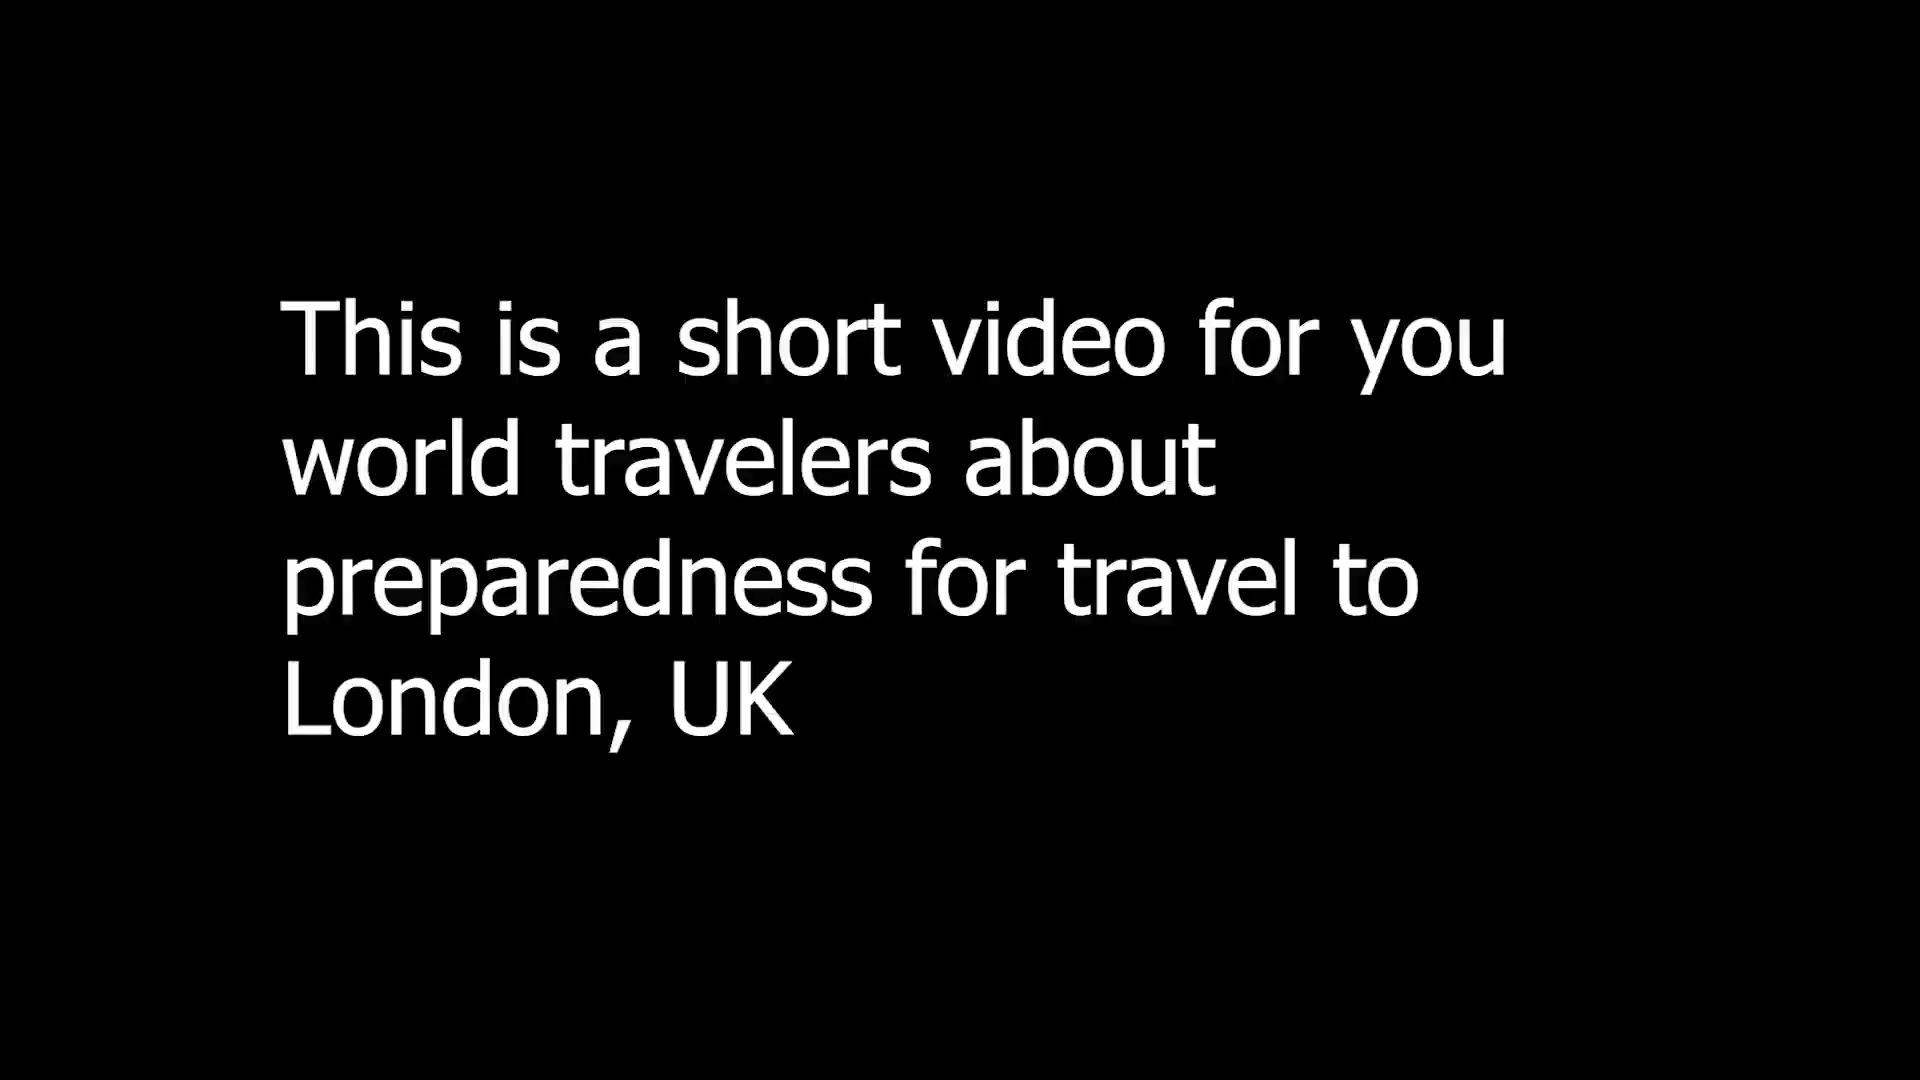 This is a short video for you
world travelers about
preparedness for travel to
London, UK